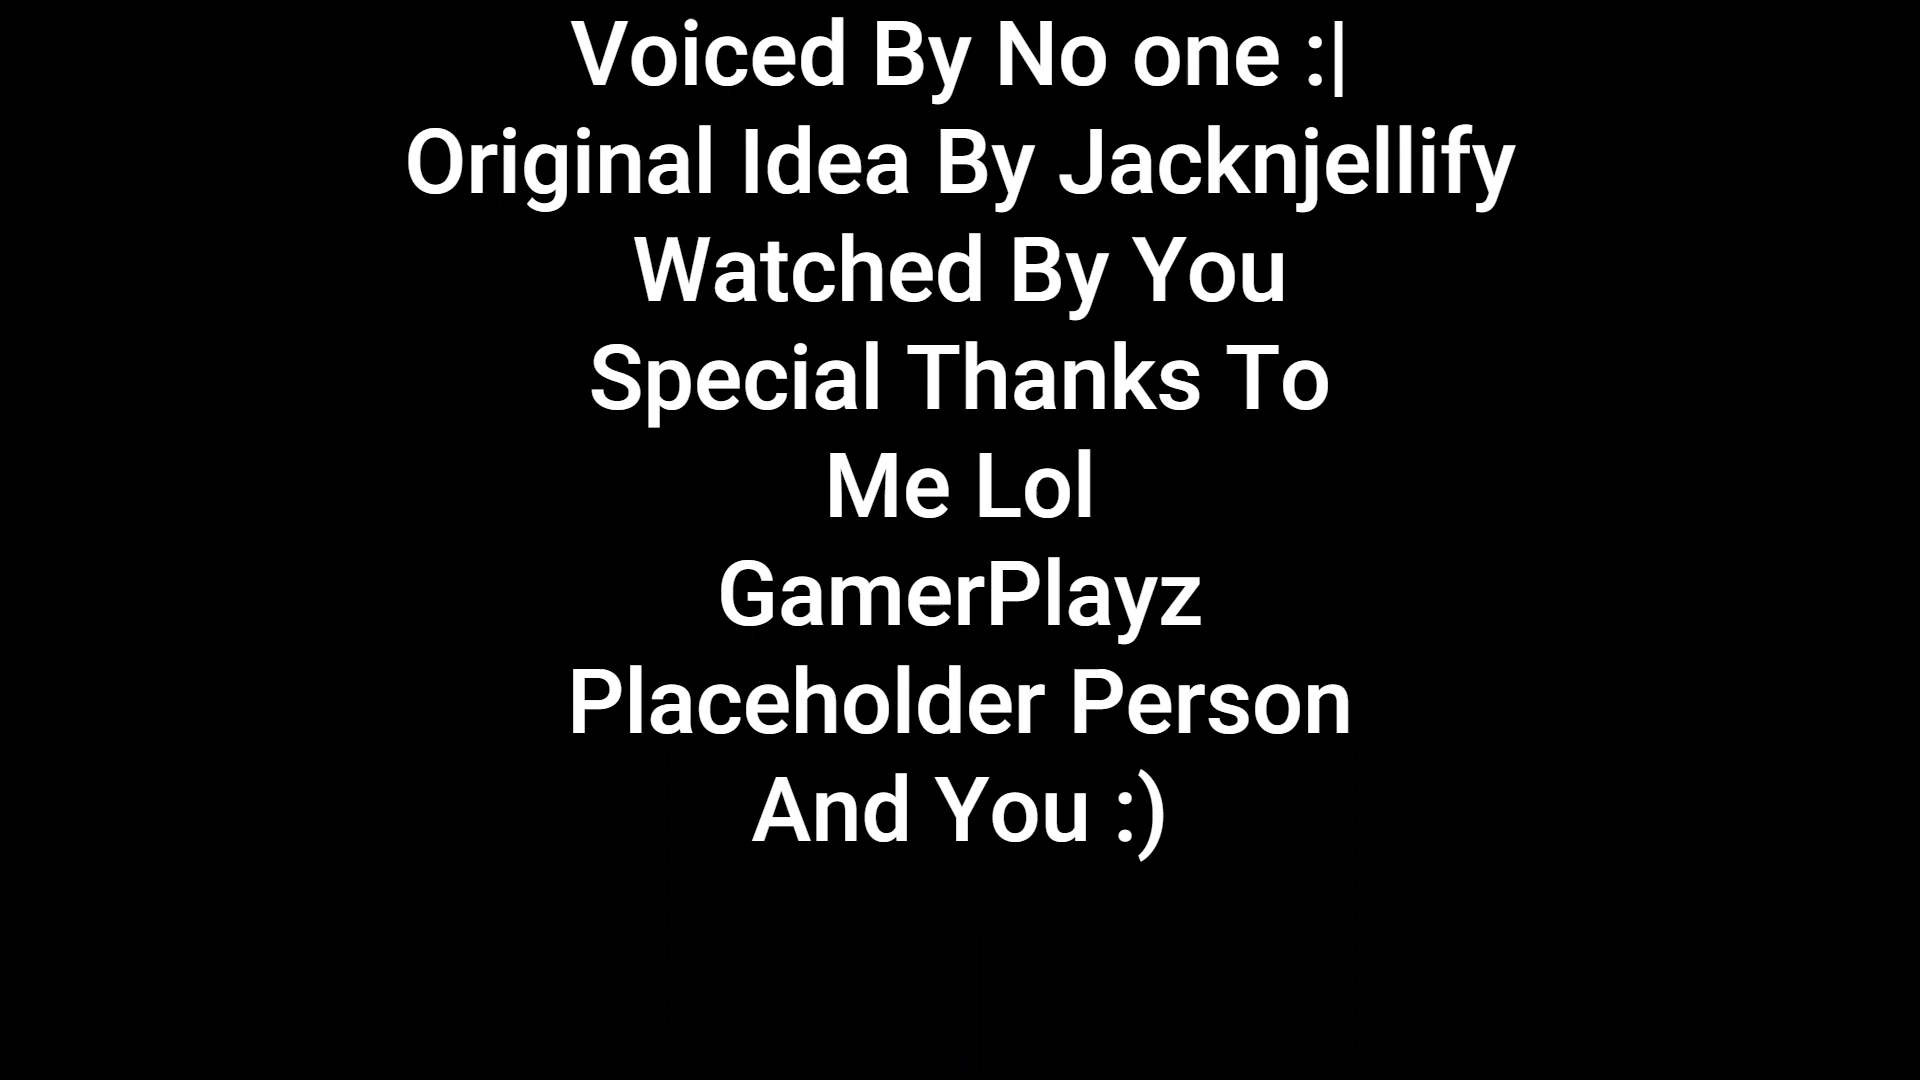 Voiced By No one :|
Original Idea By Jacknjellify
Watched By You
Special Thanks To
Me Lol
GamerPlayz
Placeholder Person
And You :)